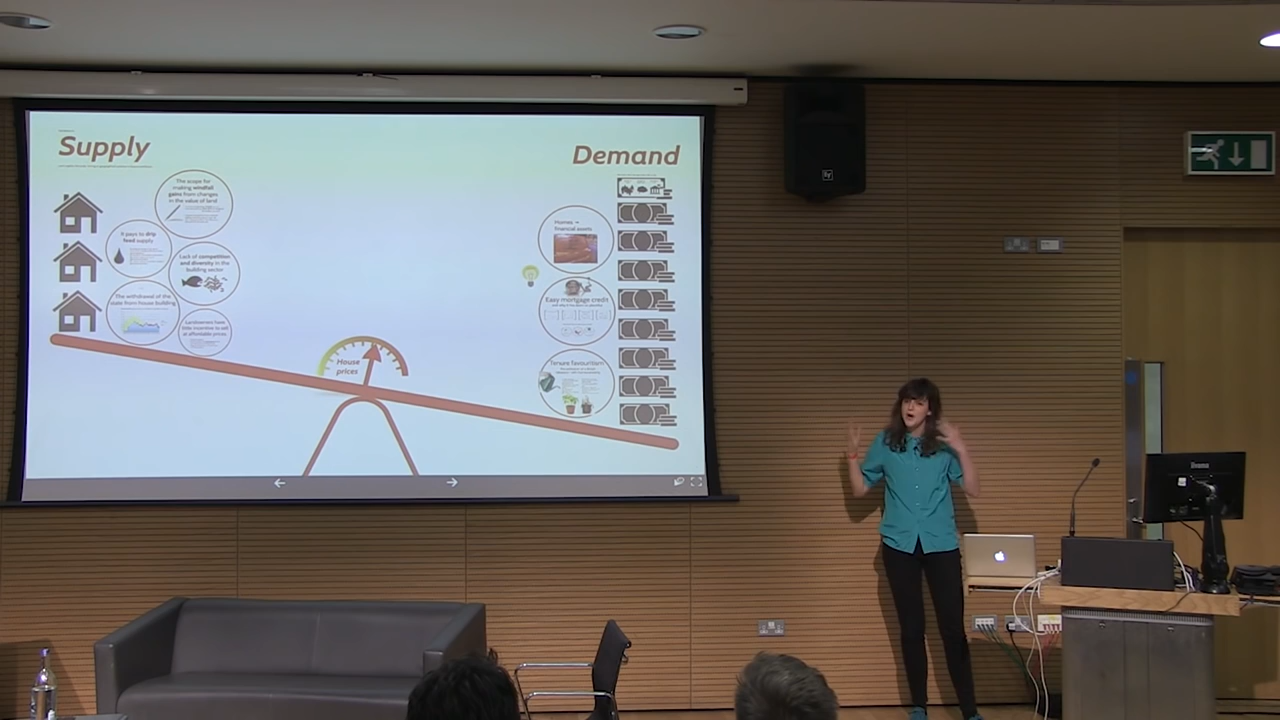 Supply
Demand
The scope for
making windfall
gains from changes
in the value of land
It pays to drip
feed supply
Lack of competition
and diversity in the
building sector
The withdrawal of the
state from house building
Landowners have
little incentive to sell
at affordable prices
House
prices
Homes =
financial assets
Easy mortgage credit
Tenure favouritism
iiyama